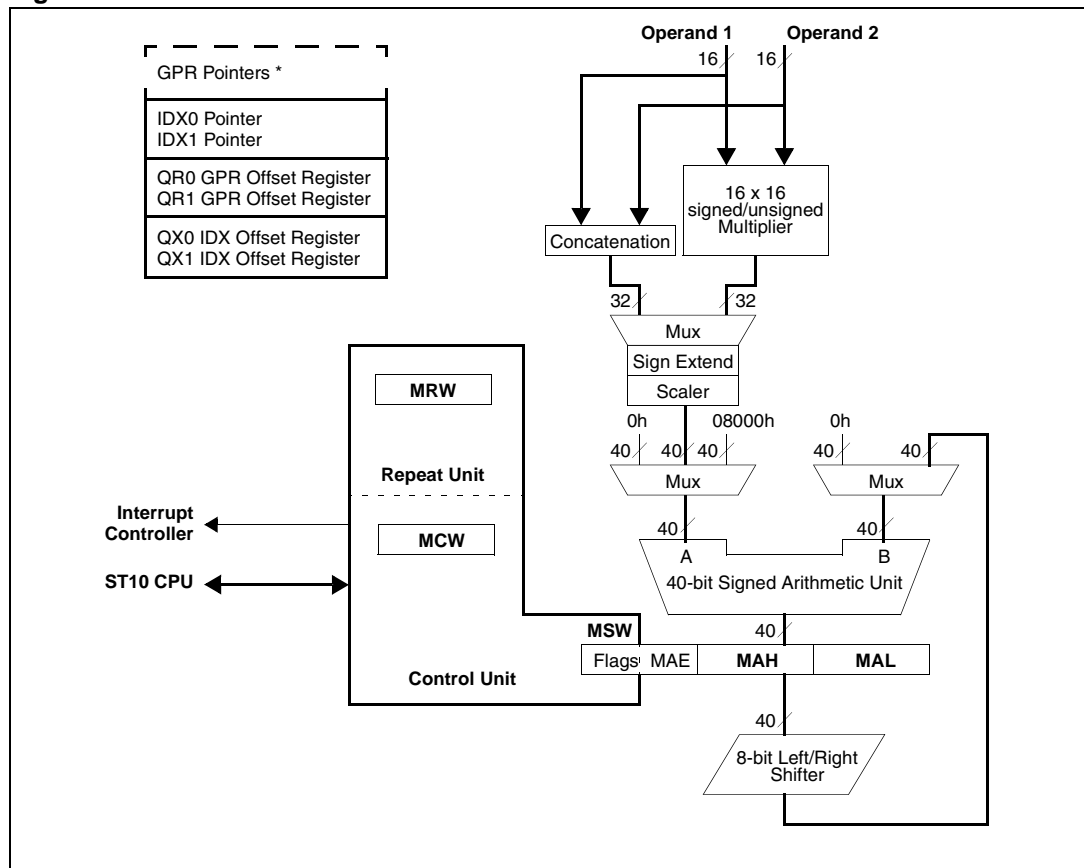 Operand 1 Operand 2
16 16
GPR Pointers *
IDX0 Pointer
IDX1 Pointer
QR0 GPR Offset Register
QR1 GPR Offset Register
QX0 IDX Offset Register
QX1 IDX Offset Register
16 x 16
signed/unsigned
Multiplier
Concatenation
32 32
Mux
Sign Extend
Scaler
MRW
0h 08000h 0h
40 40 40 40 40
Repeat Unit
Mux Mux
Interrupt
Controller
MCW
40 40
A B
ST10 CPU
40-bit Signed Arithmetic Unit
MSW
40
Flags MAE MAH MAL
Control Unit
40
8-bit Left/Right
Shifter